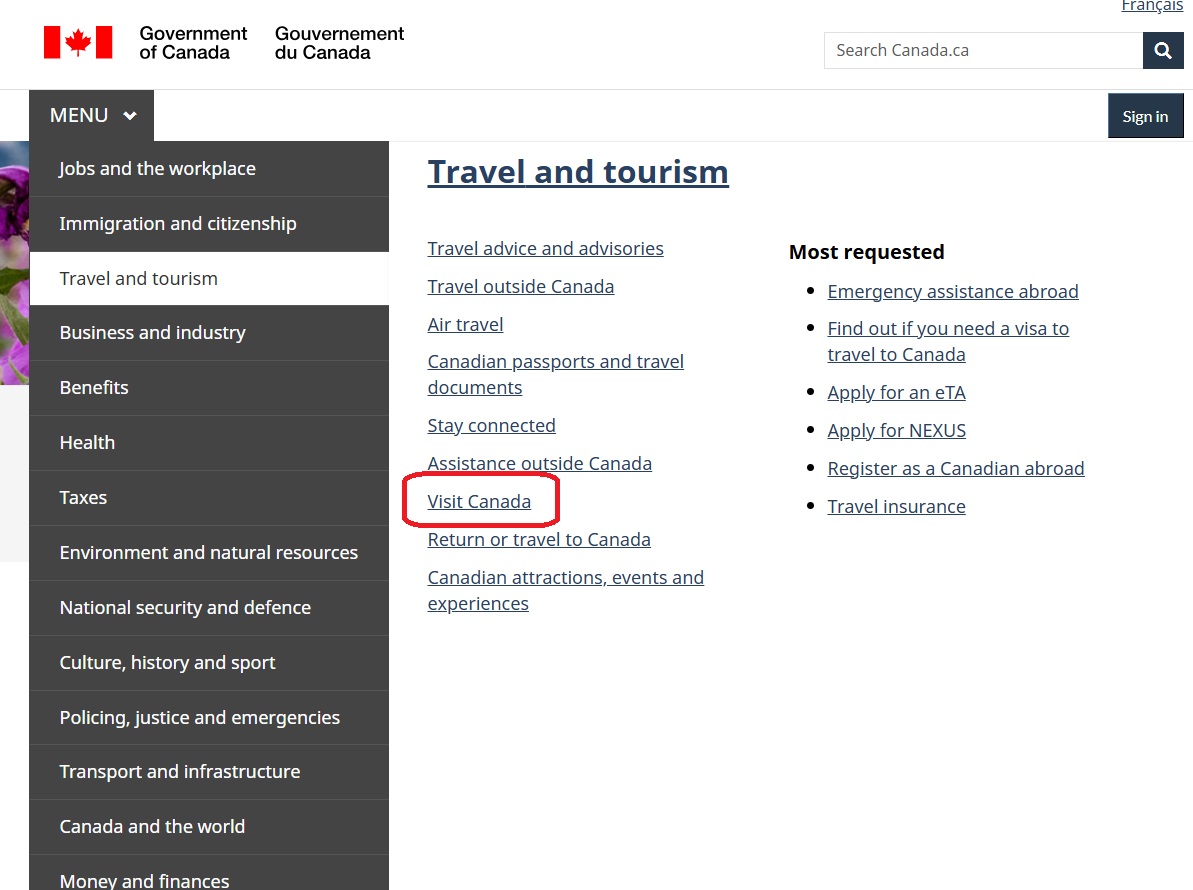 Français
Government
of Canada
Gouvernement
du Canada
Search Canada.ca
MENU
Sign in
Jobs and the workplace
Immigration and citizenship
Travel and tourism
Business and industry
Benefits
Health
Taxes
Environment and natural resources
National security and defence
Culture, history and sport
Policing, justice and emergencies
Transport and infrastructure
Canada and the world
Money and finances
Travel and tourism
Travel advice and advisories
Travel outside Canada
Air travel
Canadian passports and travel
documents
Stay connected
Assistance outside Canada
Visit Canada
Return or travel to Canada
Canadian attractions, events and
experiences
Most requested
Emergency assistance abroad
Find out if you need a visa to
travel to Canada
Apply for an eTA
Apply for NEXUS
Register as a Canadian abroad
Travel insurance